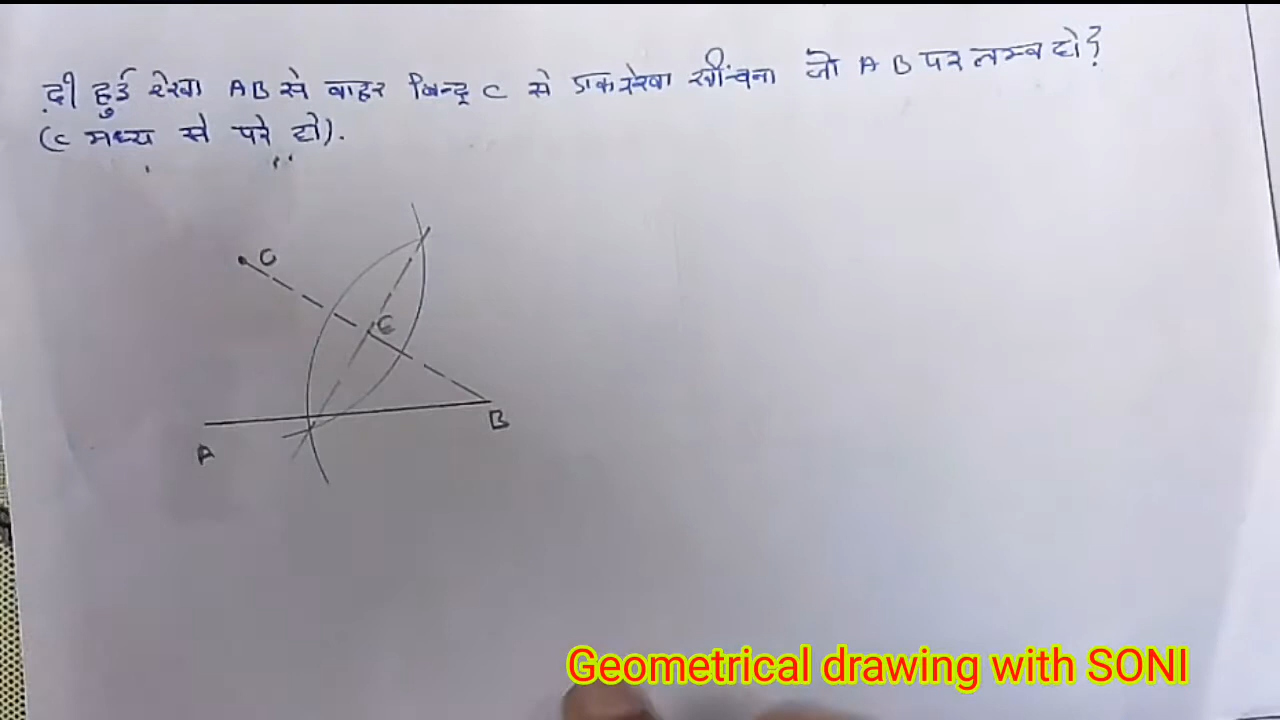 दी हुई रेखा AB से बाहर बिन्दू C से एक रेखा खींचना जो AB पर लम्ब हो?
(C मध्य से परे हो).
C
E
B
A
Geometrical drawing with SONI